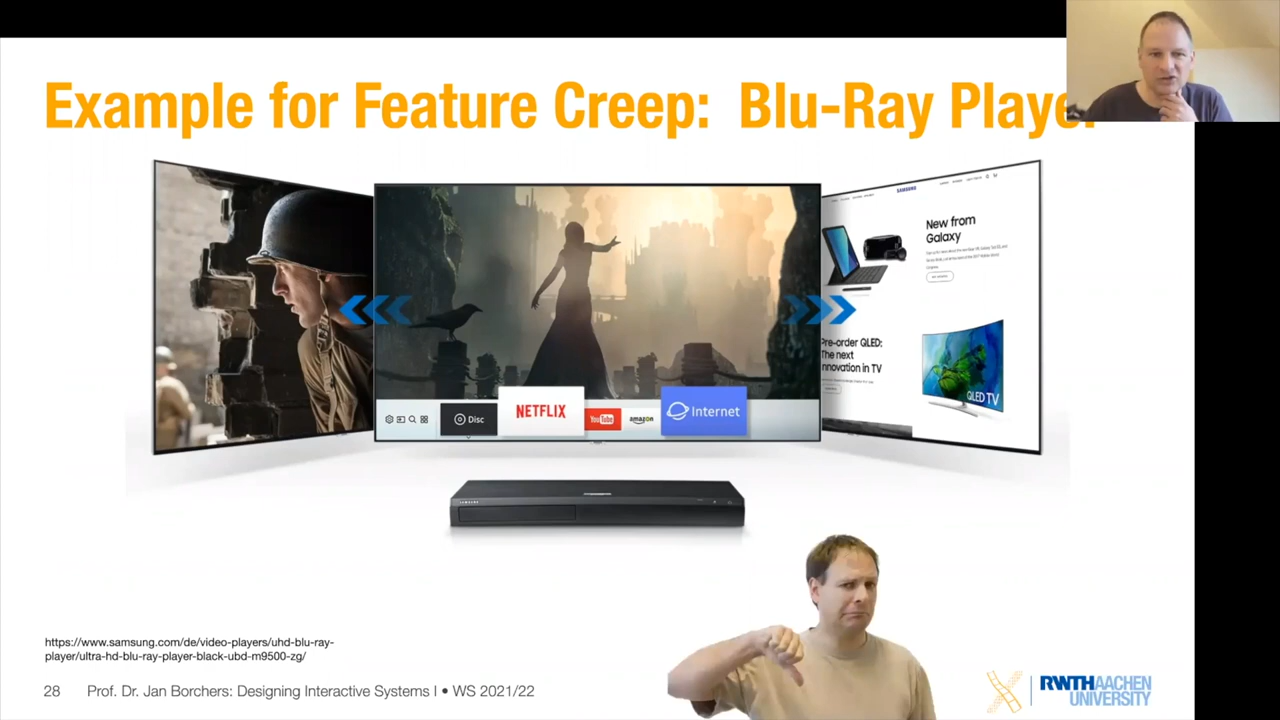 Example for Feature Creep: Blu-Ray Player
SAMSUNG
New from
Galaxy
Pre-order QLED:
The next
innovation in TV
QLED TV
Disc
NETFLIX
YouTube
amazon
Internet
SAMSUNG
https://www.samsung.com/de/video-players/uhd-blu-ray-
player/ultra-hd-blu-ray-player-black-ubd-m9500-zg/
28 Prof. Dr. Jan Borchers: Designing Interactive Systems I • WS 2021/22
RWTHAACHEN
UNIVERSITY